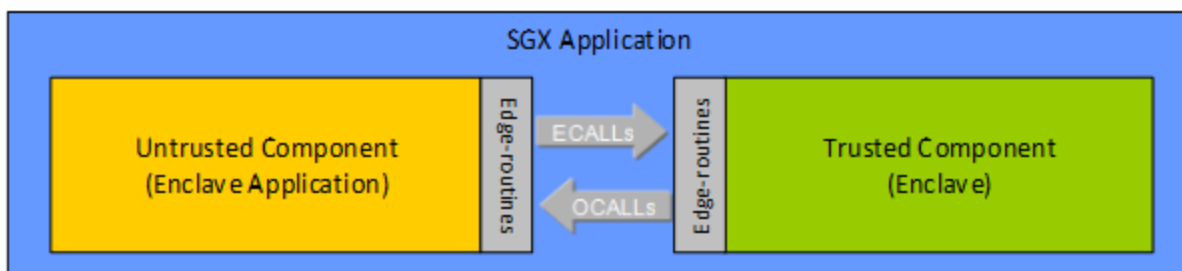 SGX Application
Untrusted Component
(Enclave Application)
Edge-routines
ECALLs
OCALLs
Edge-routines
Trusted Component
(Enclave)